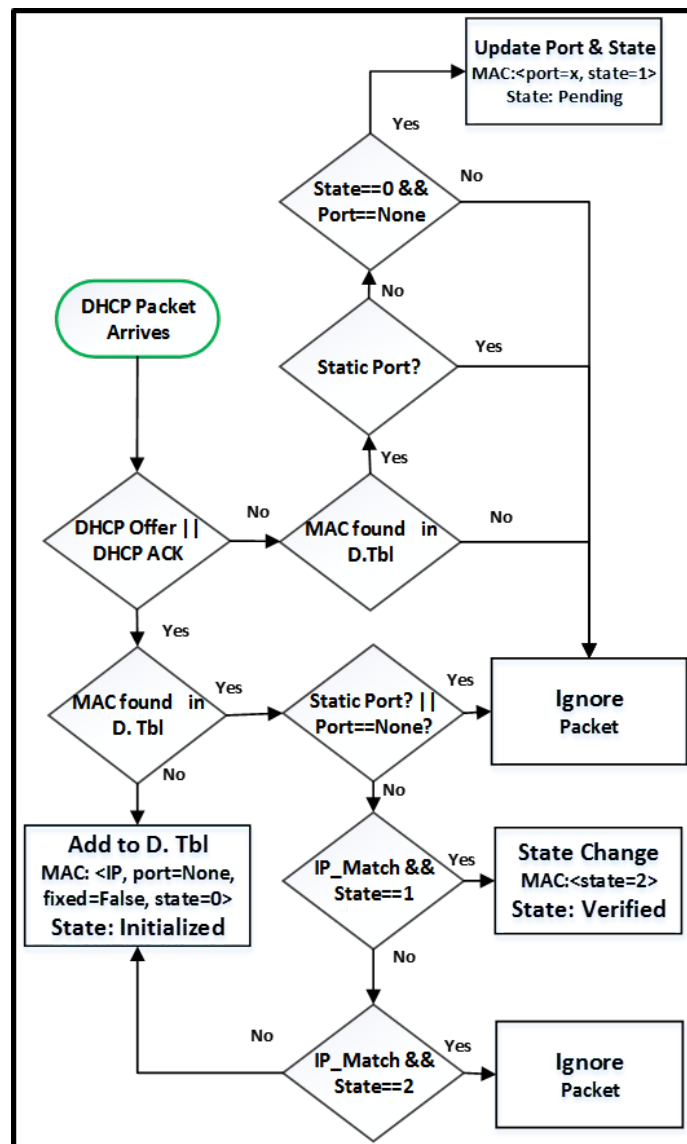 Update Port & State
MAC:<port=x, state=1>
State: Pending
Yes
State==0 &&
Port==None
No
No
DHCP Packet
Arrives
Static Port?
Yes
Yes
DHCP Offer ||
DHCP ACK
No
MAC found in
D.Tbl
No
Yes
MAC found in
D. Tbl
Yes
Static Port? ||
Port==None?
Yes
Ignore
Packet
No
No
Add to D. Tbl
MAC: <IP, port=None,
fixed=False, state=0>
State: Initialized
IP_Match &&
State==1
Yes
State Change
MAC:<state=2>
State: Verified
No
No
IP_Match &&
State==2
Yes
Ignore
Packet